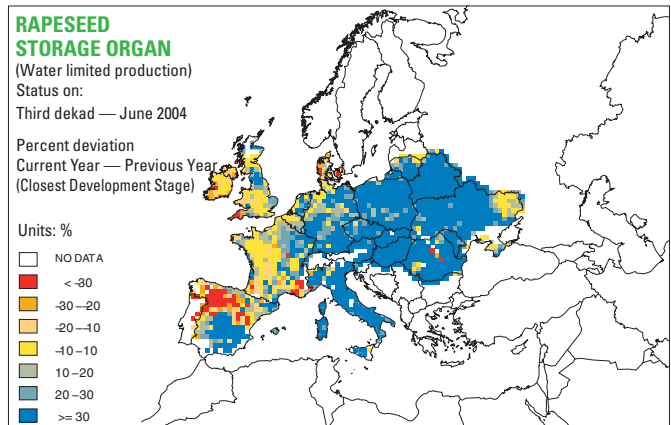 RAPESEED
STORAGE ORGAN
(Water limited production)
Status on:
Third dekad — June 2004
Percent deviation
Current Year — Previous Year
(Closest Development Stage)
Units: %
NO DATA
< -30
-30 – -20
-20 – -10
-10 – 10
10 – 20
20 – 30
>= 30